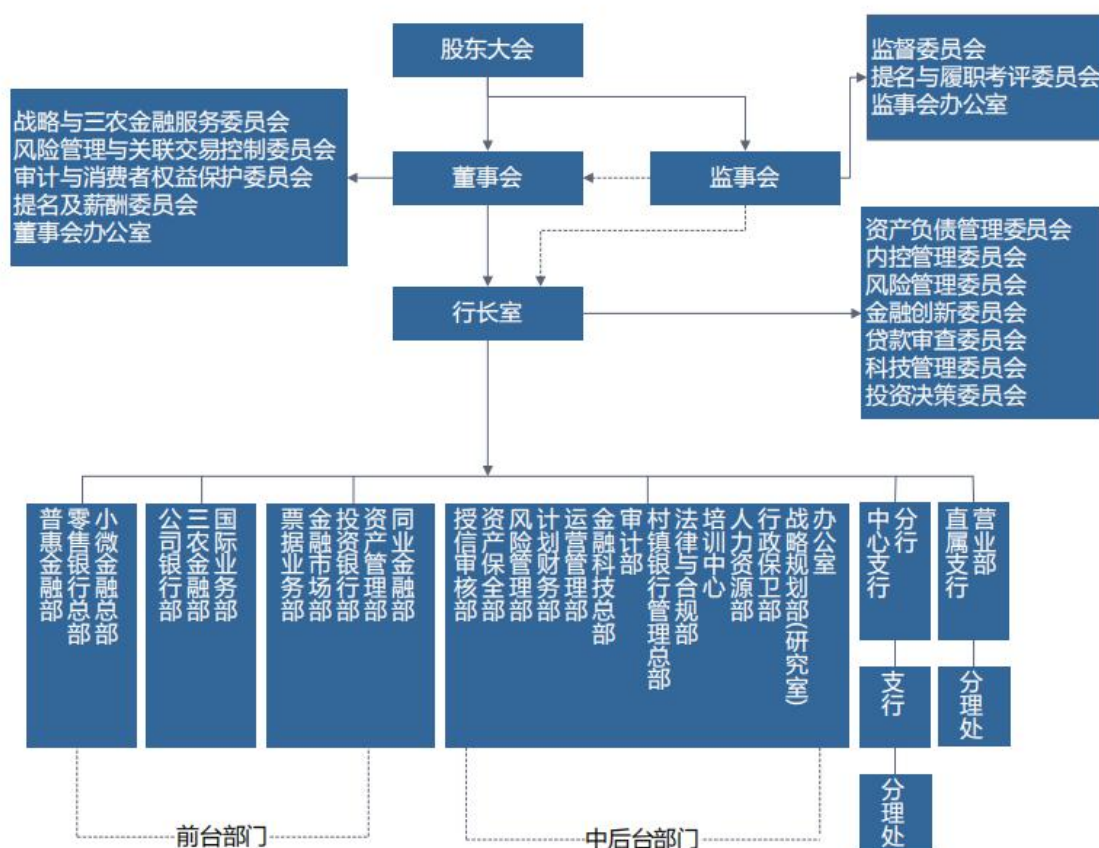 股东大会
监督委员会
提名与履职考评委员会
监事会办公室
战略与三农金融服务委员会
风险管理与关联交易控制委员会
审计与消费者权益保护委员会
提名及薪酬委员会
董事会办公室
董事会
监事会
资产负债管理委员会
内控管理委员会
风险管理委员会
金融创新委员会
贷款审查委员会
科技管理委员会
投资决策委员会
行长室
普惠金融部
零售银行总部
小微金融总部
公司银行部
三农金融部
国际业务部
票据业务部
金融市场部
投资银行部
资产管理部
同业金融部
授信审核部
资产保全部
风险管理部
计划财务部
运营管理部
金融科技总部
审计部
村镇银行管理总部
法律与合规部
培训中心
人力资源部
行政保卫部
战略规划部(研究室)
办公室
中心支行
分行
直属支行
营业部
支行
分理处
分理处
前台部门
中后台部门